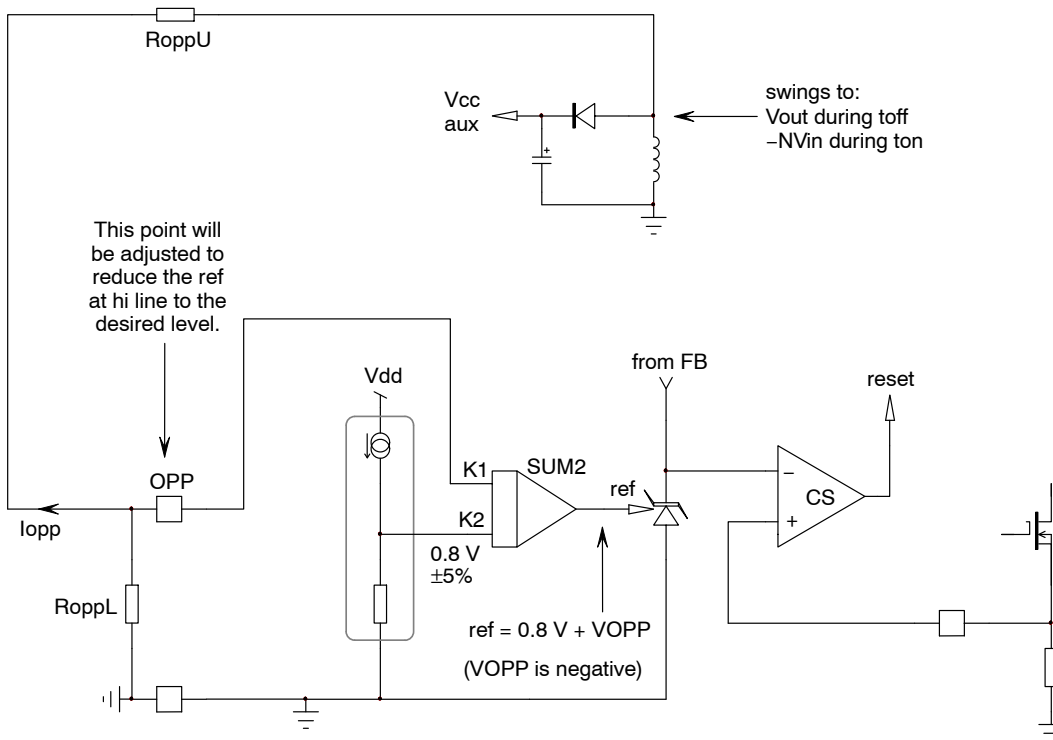 RoppU
Vcc
aux
swings to:
Vout during toff
−NVin during ton
This point will
be adjusted to
reduce the ref
at hi line to the
desired level.
from FB
Vdd
reset
K1
SUM2
OPP
ref
−
CS
K2
+
Iopp
0.8 V
±5%
RoppL
ref = 0.8 V + VOPP
(VOPP is negative)